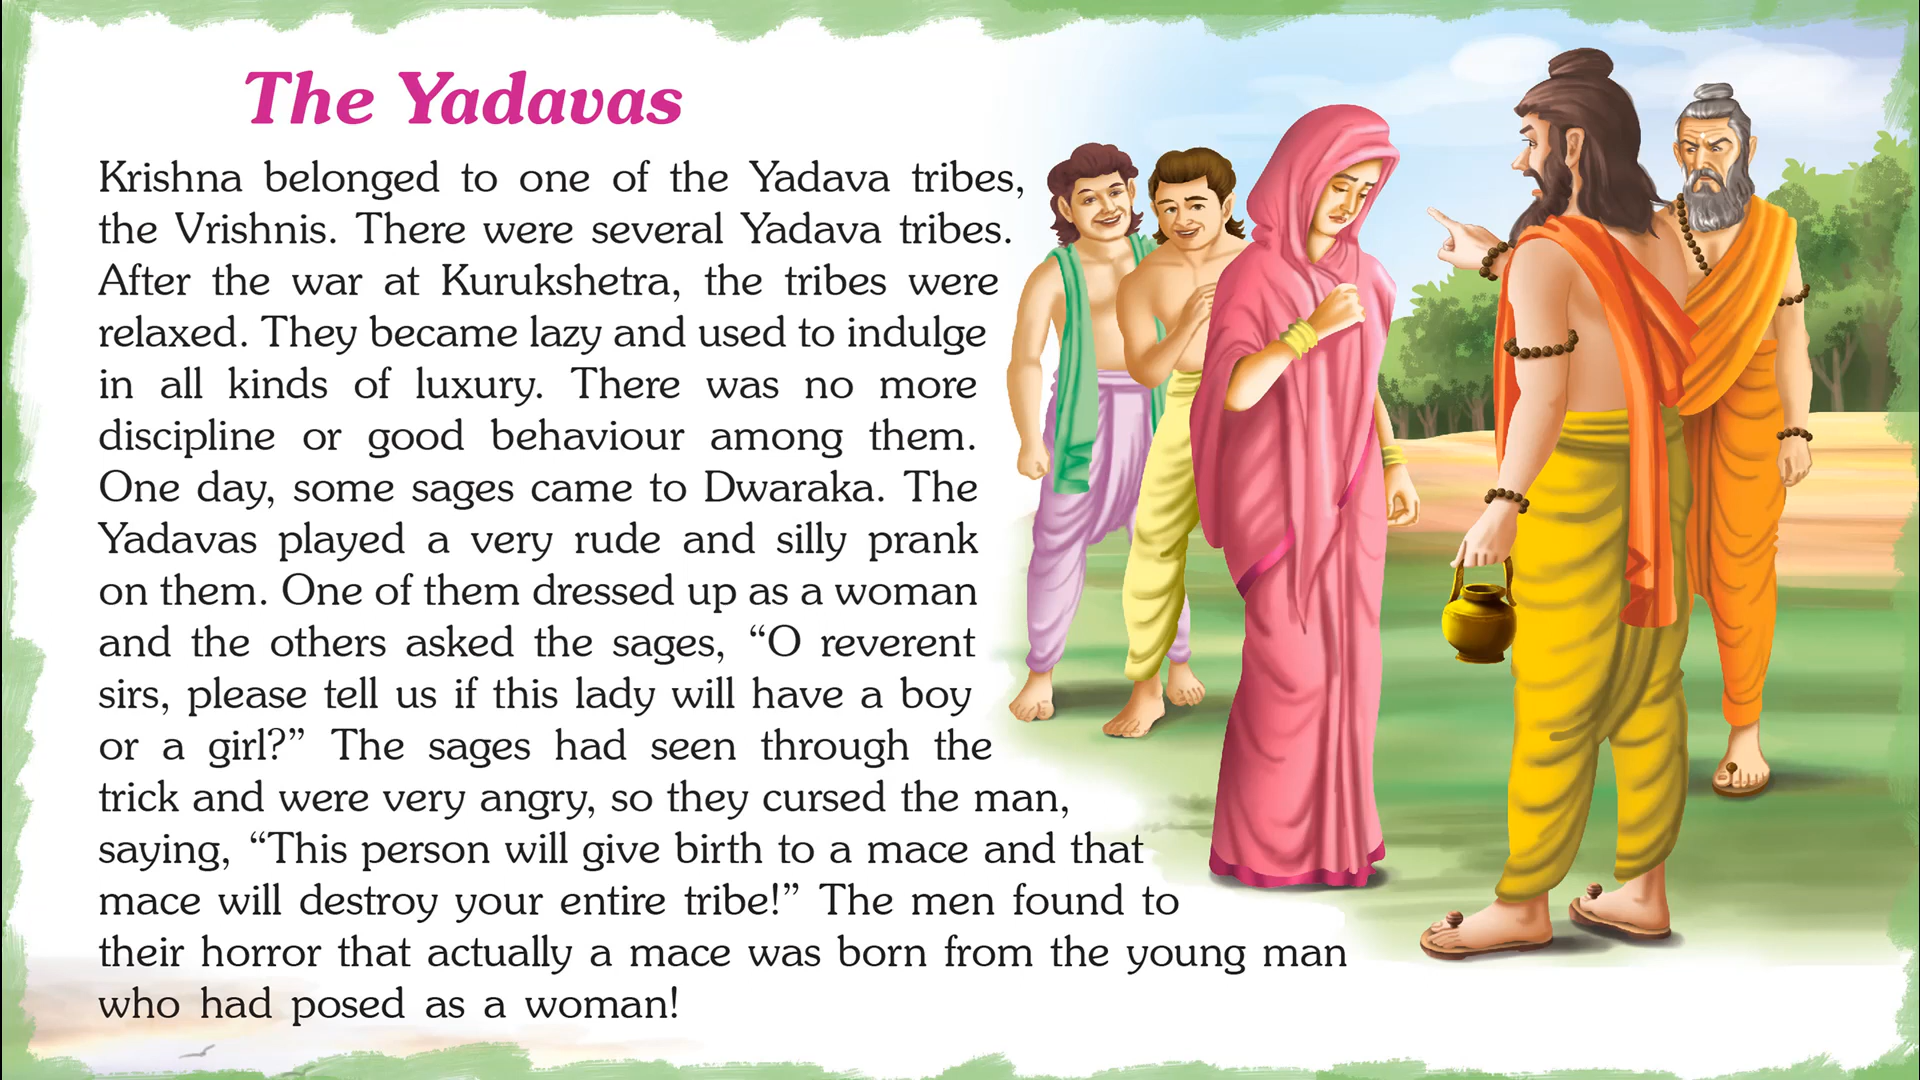 The Yadavas
Krishna belonged to one of the Yadava tribes,
the Vrishnis. There were several Yadava tribes.
After the war at Kurukshetra, the tribes were
relaxed. They became lazy and used to indulge
in all kinds of luxury. There was no more
discipline or good behaviour among them.
One day, some sages came to Dwaraka. The
Yadavas played a very rude and silly prank
on them. One of them dressed up as a woman
and the others asked the sages, “O reverent
sirs, please tell us if this lady will have a boy
or a girl?” The sages had seen through the
trick and were very angry, so they cursed the man,
saying, “This person will give birth to a mace and that
mace will destroy your entire tribe!” The men found to
their horror that actually a mace was born from the young man
who had posed as a woman!